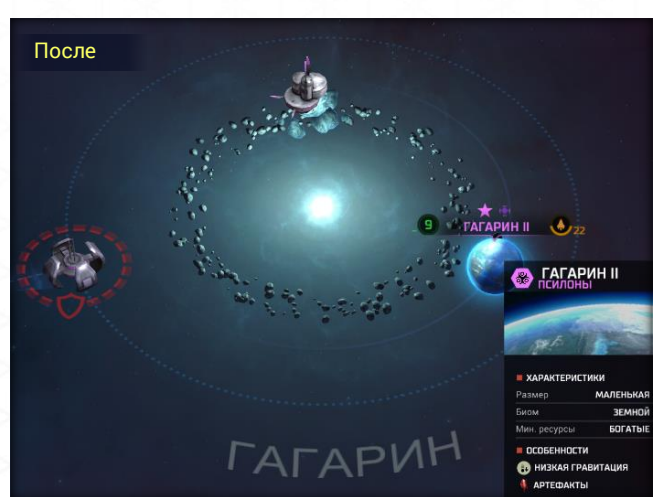 После
9
ГАГАРИН II
22
ГАГАРИН II
ПСИЛОНЫ
ХАРАКТЕРИСТИКИ
Размер МАЛЕНЬКАЯ
Биом ЗЕМНОЙ
Мин. ресурсы БОГАТЫЕ
ОСОБЕННОСТИ
НИЗКАЯ ГРАВИТАЦИЯ
АРТЕФАКТЫ
ГАГАРИН